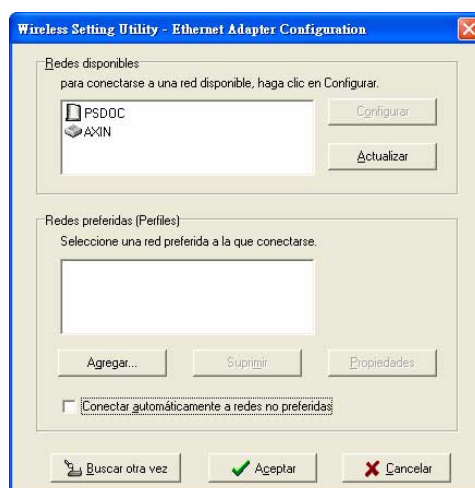 Wireless Setting Utility - Ethernet Adapter Configuration
Redes disponibles
para conectarse a una red disponible, haga clic en Configurar.
PSDOC
AXIN
Configurar
Actualizar
Redes preferidas (Perfiles)
Seleccione una red preferida a la que conectarse.
Agregar...
Suprimir
Propiedades
Conectar automáticamente a redes no preferidas
Buscar otra vez
Aceptar
Cancelar